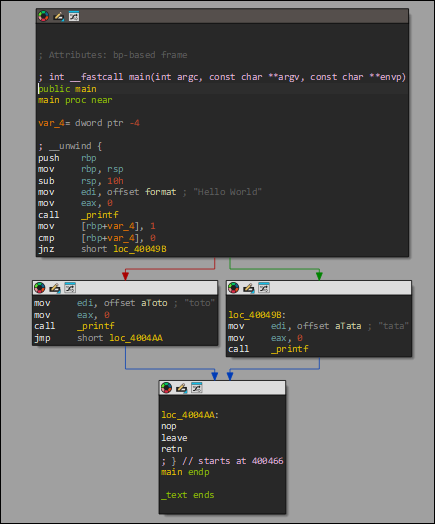 ; Attributes: bp-based frame
; int __fastcall main(int argc, const char **argv, const char **envp)
public main
main proc near
var_4= dword ptr -4
; __unwind {
push rbp
mov rbp, rsp
sub rsp, 10h
mov edi, offset format ; "Hello World"
mov eax, 0
call _printf
mov [rbp+var_4], 1
cmp [rbp+var_4], 0
jnz short loc_40049B
mov edi, offset aToto ; "toto"
mov eax, 0
call _printf
jmp short loc_4004AA
loc_40049B:
mov edi, offset aTata ; "tata"
mov eax, 0
call _printf
loc_4004AA:
nop
leave
retn
; } // starts at 400466
main endp
_text ends